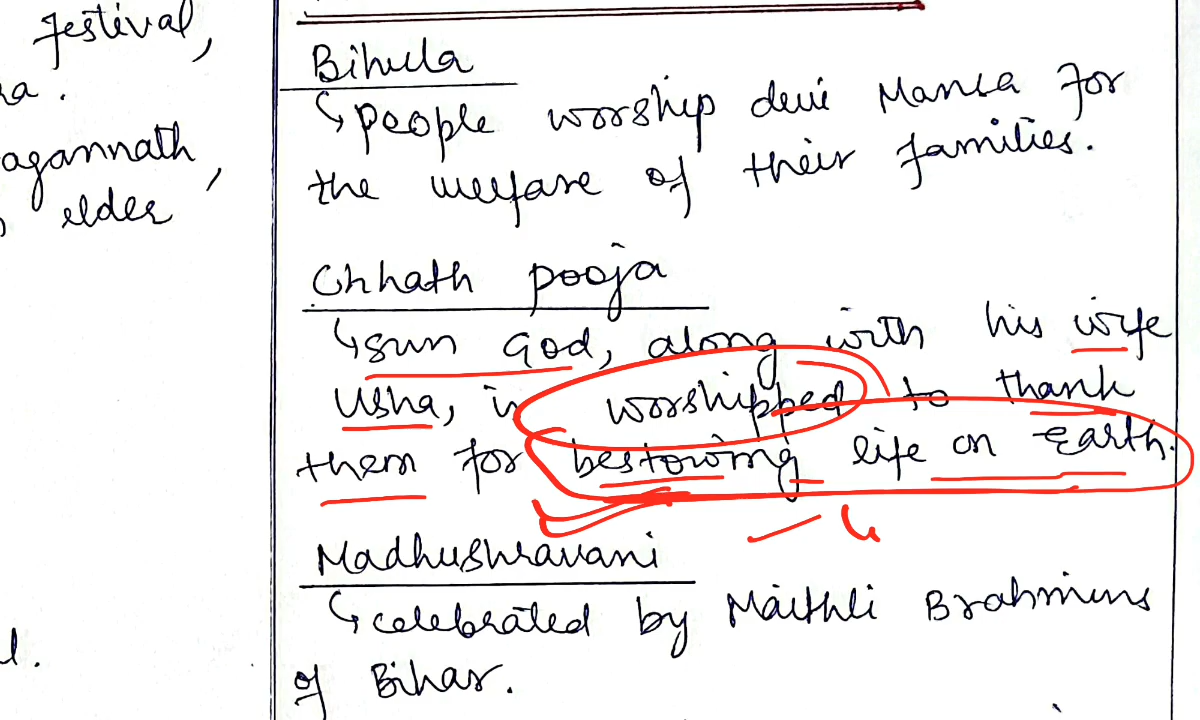 festival,
ra.
agannath,
elder
l.
Bihula
↳ people worship devi Mansa for
the welfare of their families.
Chhath pooja
↳ sun God, along with his wife
Usha, is worshipped to thank
them for bestowing life on Earth.
Madhushravani
↳ celebrated by Maithli Brahmins
of Bihar.